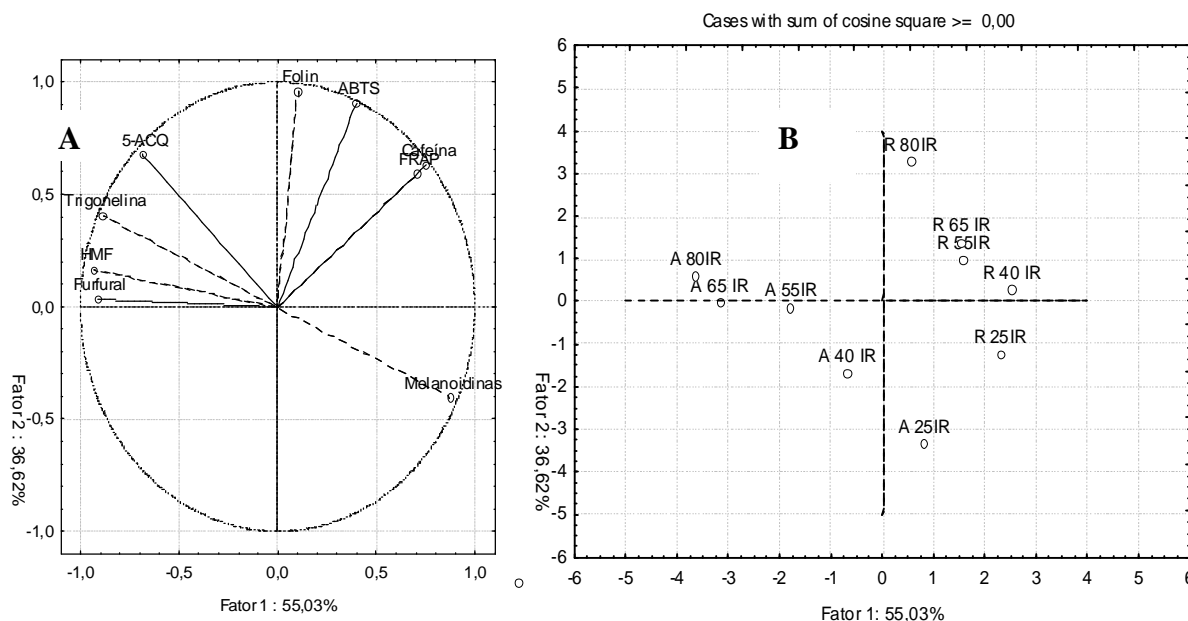 Cases with sum of cosine square >= 0,00
A
1,0
0,5
0,0
-0,5
-1,0
Folin
ABTS
5-ACQ
Cafeína
FRAP
Trigonelina
HMF
Furfural
Melanoidinas
Fator 2 : 36,62%
-1,0 -0,5 0,0 0,5 1,0
Fator 1 : 55,03%
B
6
5
4
3
2
1
0
-1
-2
-3
-4
-5
-6
R 80IR
R 65 IR
R 55IR
A 80IR
R 40 IR
A 65 IR
A 55IR
R 25IR
A 40 IR
A 25IR
Fator 2: 36,62%
-6 -5 -4 -3 -2 -1 0 1 2 3 4 5 6
Fator 1: 55,03%